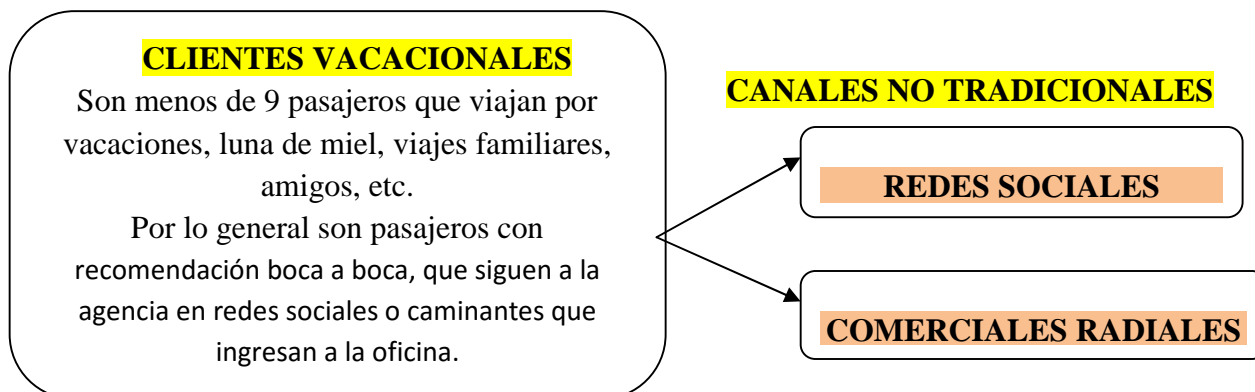 CLIENTES VACACIONALES
Son menos de 9 pasajeros que viajan por
vacaciones, luna de miel, viajes familiares,
amigos, etc.
Por lo general son pasajeros con
recomendación boca a boca, que siguen a la
agencia en redes sociales o caminantes que
ingresan a la oficina.
CANALES NO TRADICIONALES
REDES SOCIALES
COMERCIALES RADIALES